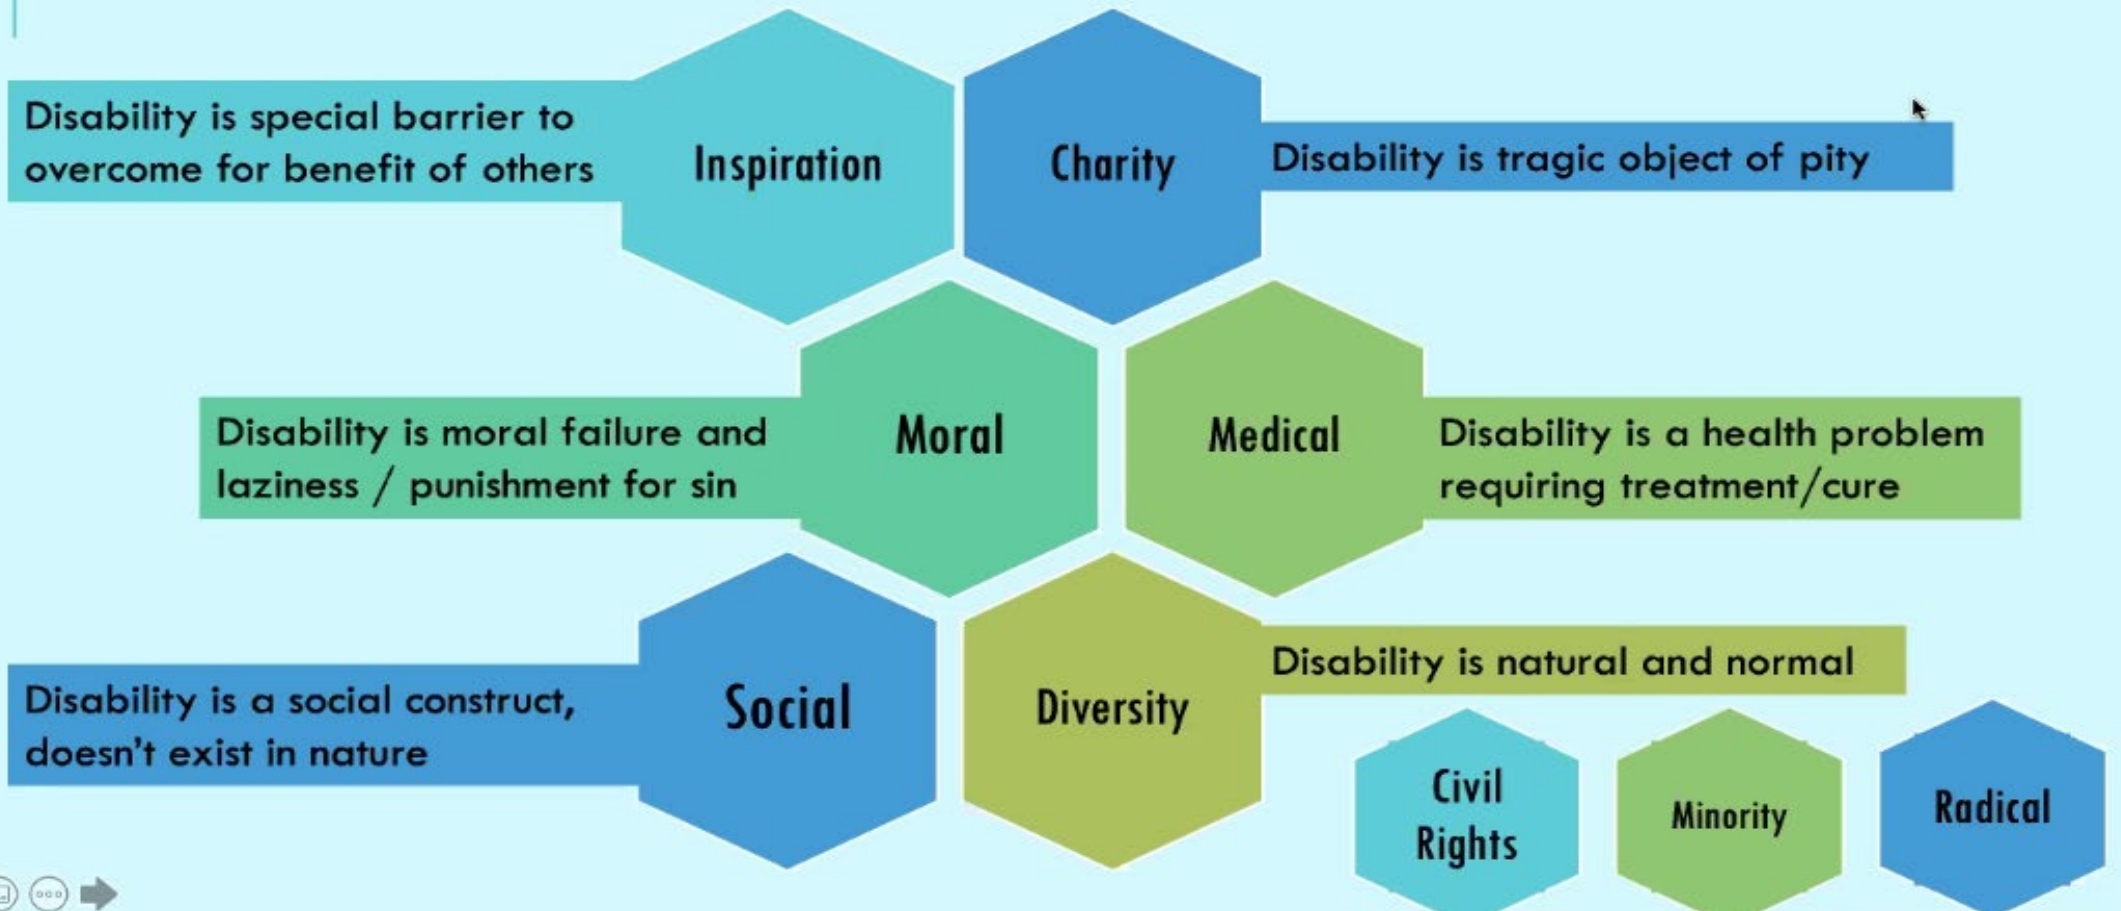 Disability is special barrier to
overcome for benefit of others
Inspiration
Charity
Disability is tragic object of pity
Disability is moral failure and
laziness / punishment for sin
Moral
Medical
Disability is a health problem
requiring treatment/cure
Disability is a social construct,
doesn't exist in nature
Social
Diversity
Disability is natural and normal
Civil
Rights
Minority
Radical